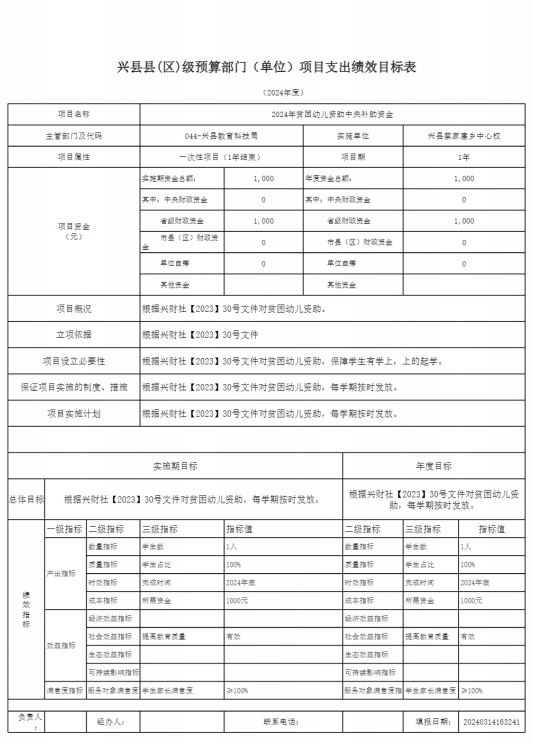 兴县县(区)级预算部门（单位）项目支出绩效目标表
（2024年度）
项目名称 2024年贫困幼儿资助中央补助资金
主管部门及代码 044-兴县教育科技局 实施单位 兴县蔡家崖乡中心校
项目属性 一次性项目（1年结束） 项目期 1年
项目资金（元） 实施期资金总额: 1,000 年度资金总额: 1,000
其中: 中央财政资金 0 其中: 中央财政资金 0
省级财政资金 1,000 省级财政资金 1,000
市县（区）财政资金 0 市县（区）财政资金 0
单位自筹 0 单位自筹 0
其他资金 其他资金
项目概况 根据兴财社【2023】30号文件对贫困幼儿资助。
立项依据 根据兴财社【2023】30号文件
项目设立必要性 根据兴财社【2023】30号文件对贫困幼儿资助，保障学生有学上，上的起学。
保证项目实施的制度、措施 根据兴财社【2023】30号文件对贫困幼儿资助，每学期按时发放。
项目实施计划 根据兴财社【2023】30号文件对贫困幼儿资助，每学期按时发放。
实施期目标 年度目标
总体目标 根据兴财社【2023】30号文件对贫困幼儿资助，每学期按时发放。 根据兴财社【2023】30号文件对贫困幼儿资助，每学期按时发放。
绩效指标 一级指标 二级指标 三级指标 指标值 二级指标 三级指标 指标值
产出指标 数量指标 学生数 1人 数量指标 学生数 1人
质量指标 学生占比 100% 质量指标 学生占比 100%
时效指标 完成时间 2024年底 时效指标 完成时间 2024年底
成本指标 所需资金 1000元 成本指标 所需资金 1000元
效益指标 经济效益指标 经济效益指标
社会效益指标 提高教育质量 有效 社会效益指标 提高教育质量 有效
生态效益指标 生态效益指标
可持续影响指标 可持续影响指标
满意度指标 服务对象满意度 学生家长满意度 ≥100% 服务对象满意度指 学生家长满意度 ≥100%
负责人: 经办人: 联系电话: 填报日期: 20240314163241